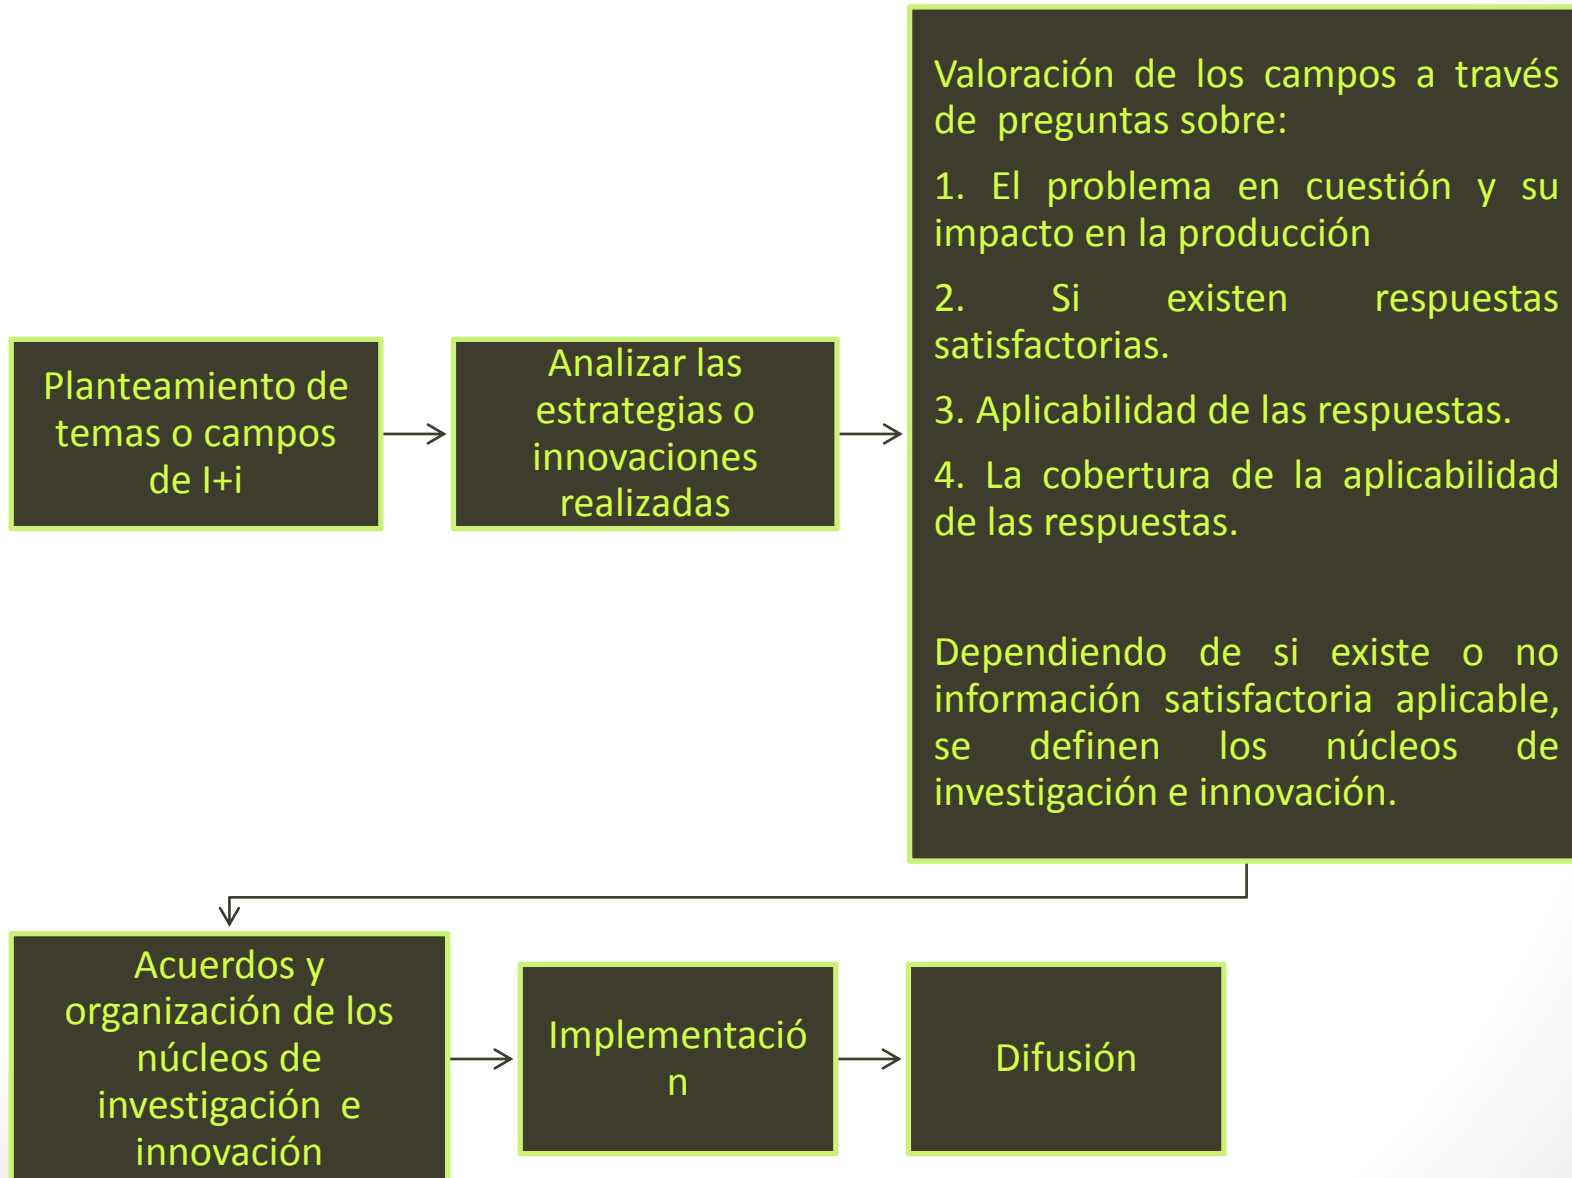 Planteamiento de
temas o campos
de I+i
Analizar las
estrategias o
innovaciones
realizadas
Valoración de los campos a través
de preguntas sobre:
1. El problema en cuestión y su
impacto en la producción
2. Si existen respuestas
satisfactorias.
3. Aplicabilidad de las respuestas.
4. La cobertura de la aplicabilidad
de las respuestas.
Dependiendo de si existe o no
información satisfactoria aplicable,
se definen los núcleos de
investigación e innovación.
Acuerdos y
organización de los
núcleos de
investigación e
innovación
Implementació
n
Difusión